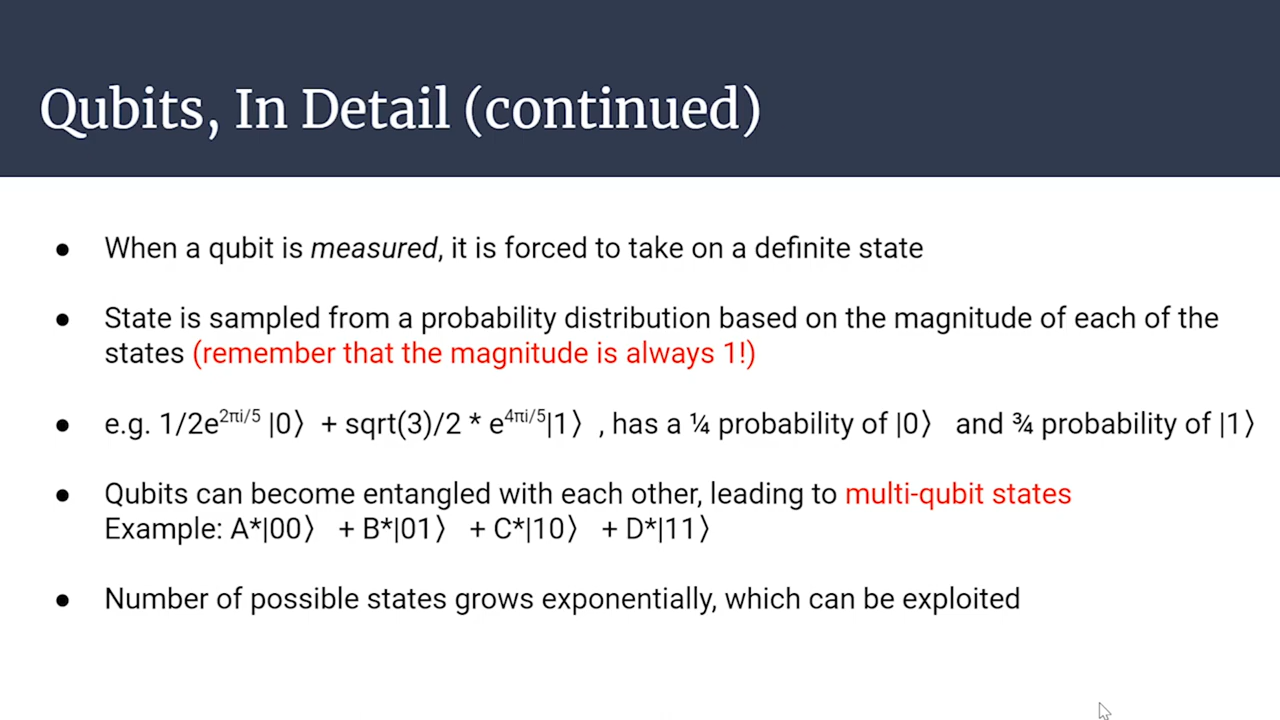 Qubits, In Detail (continued)
● When a qubit is measured, it is forced to take on a definite state
● State is sampled from a probability distribution based on the magnitude of each of the
states (remember that the magnitude is always 1!)
● e.g. 1/2e^2πi/5 |0⟩ + sqrt(3)/2 * e^4πi/5|1⟩ , has a ¼ probability of |0⟩ and ¾ probability of |1⟩
● Qubits can become entangled with each other, leading to multi-qubit states
Example: A*|00⟩ + B*|01⟩ + C*|10⟩ + D*|11⟩
● Number of possible states grows exponentially, which can be exploited